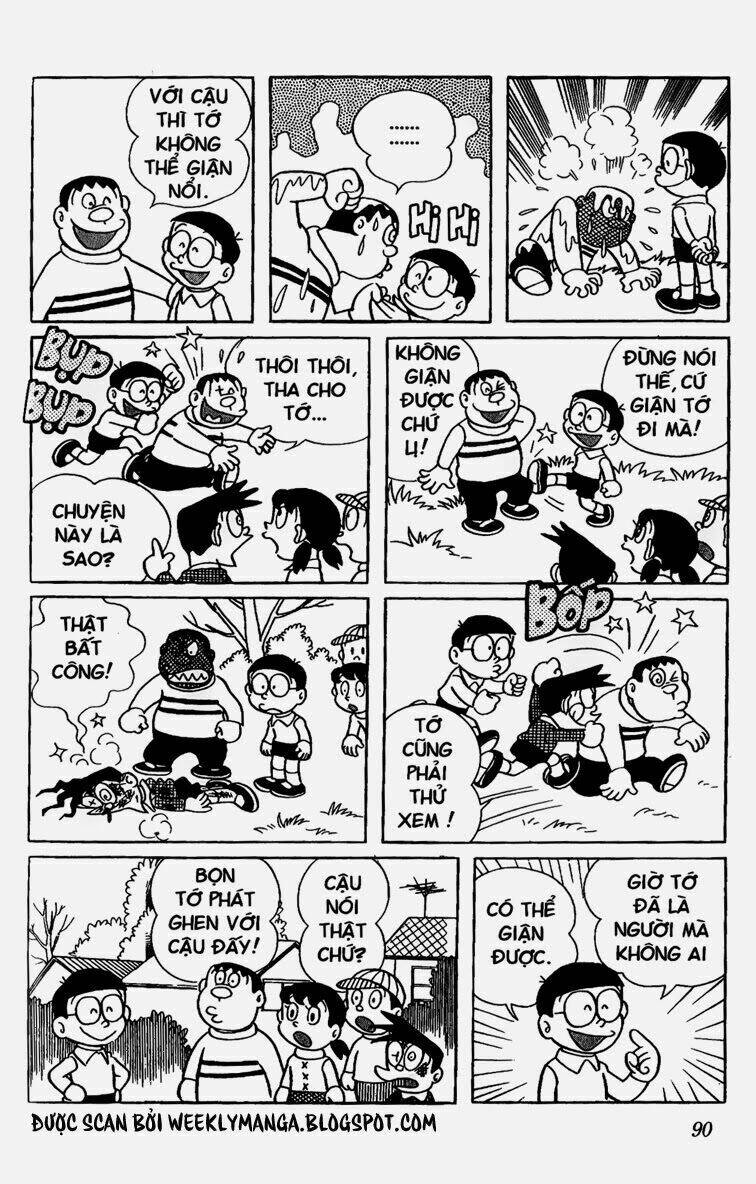 VỚI CẬU
THÌ TỚ
KHÔNG
THỂ GIẬN
NỔI.
......
......
HI HI
BỤP
BỤP
THÔI THÔI,
THA CHO
TỚ...
CHUYỆN
NÀY LÀ
SAO?
KHÔNG
GIẬN
ĐƯỢC
CHỨ
LỊ!
ĐỪNG NÓI
THẾ, CỨ
GIẬN TỚ
ĐI MÀ!
THẬT
BẤT
CÔNG!
BỐP
TỚ
CŨNG
PHẢI
THỬ
XEM !
BỌN
TỚ PHÁT
GHEN VỚI
CẬU ĐẤY!
CẬU
NÓI
THẬT
CHỨ?
GIỜ TỚ
ĐÃ LÀ
NGƯỜI MÀ
KHÔNG AI
CÓ THỂ
GIẬN
ĐƯỢC.
ĐƯỢC SCAN BỞI WEEKLYMANGA.BLOGSPOT.COM
90